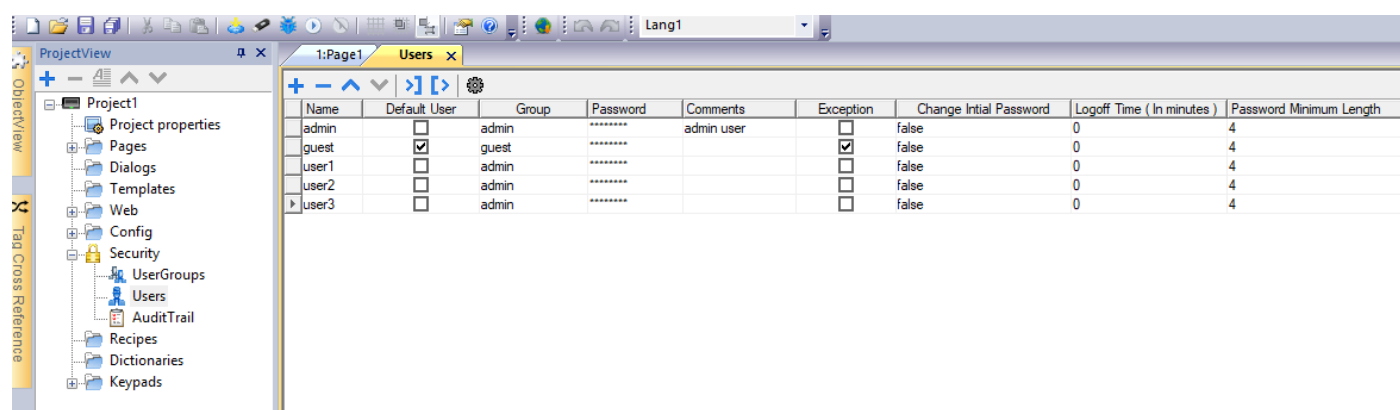 Lang1
ProjectView
1:Page1
Users
ObjectView
Tag Cross Reference
Project1
Project properties
Pages
Dialogs
Templates
Web
Config
Security
UserGroups
Users
AuditTrail
Recipes
Dictionaries
Keypads
Name Default User Group Password Comments Exception Change Intial Password Logoff Time ( In minutes ) Password Minimum Length
admin admin ******** admin user false 0 4
guest guest ******** false 0 4
user1 admin ******** false 0 4
user2 admin ******** false 0 4
user3 admin ******** false 0 4